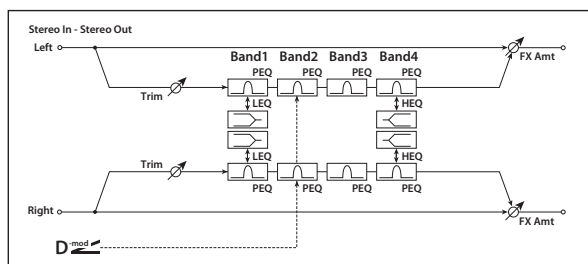 Stereo In - Stereo Out
Left
Band1 Band2 Band3 Band4
PEQ PEQ PEQ PEQ
FX Amt
Trim
LEQ HEQ
Trim
LEQ HEQ
PEQ PEQ PEQ PEQ
Right
FX Amt
D-mod